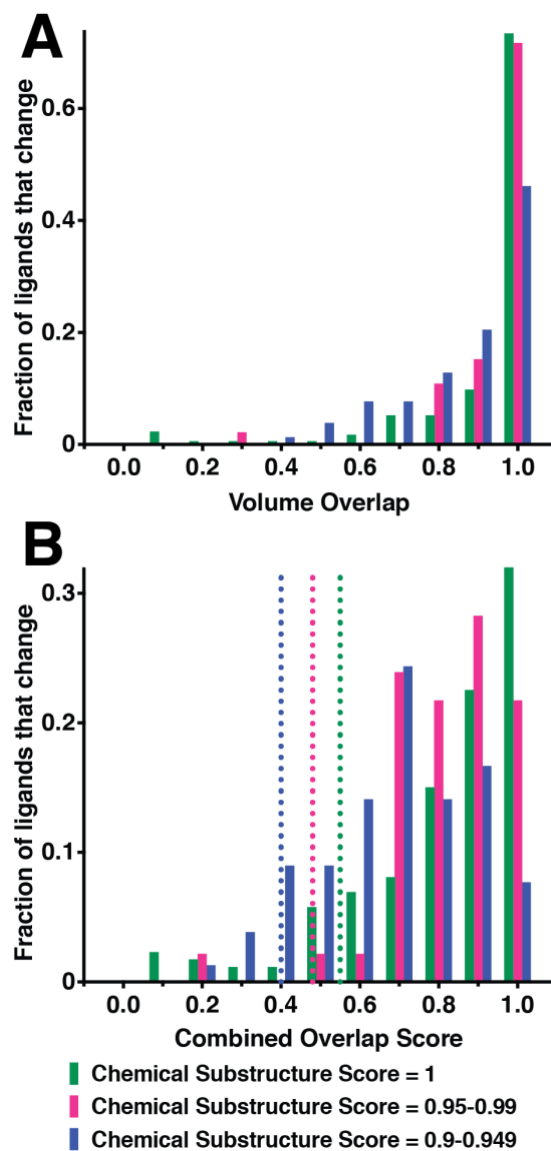 A
Fraction of ligands that change
0.6
0.4
0.2
0
0.0 0.2 0.4 0.6 0.8 1.0
Volume Overlap
B
Fraction of ligands that change
0.3
0.2
0.1
0
0.0 0.2 0.4 0.6 0.8 1.0
Combined Overlap Score
Chemical Substructure Score = 1
Chemical Substructure Score = 0.95-0.99
Chemical Substructure Score = 0.9-0.949